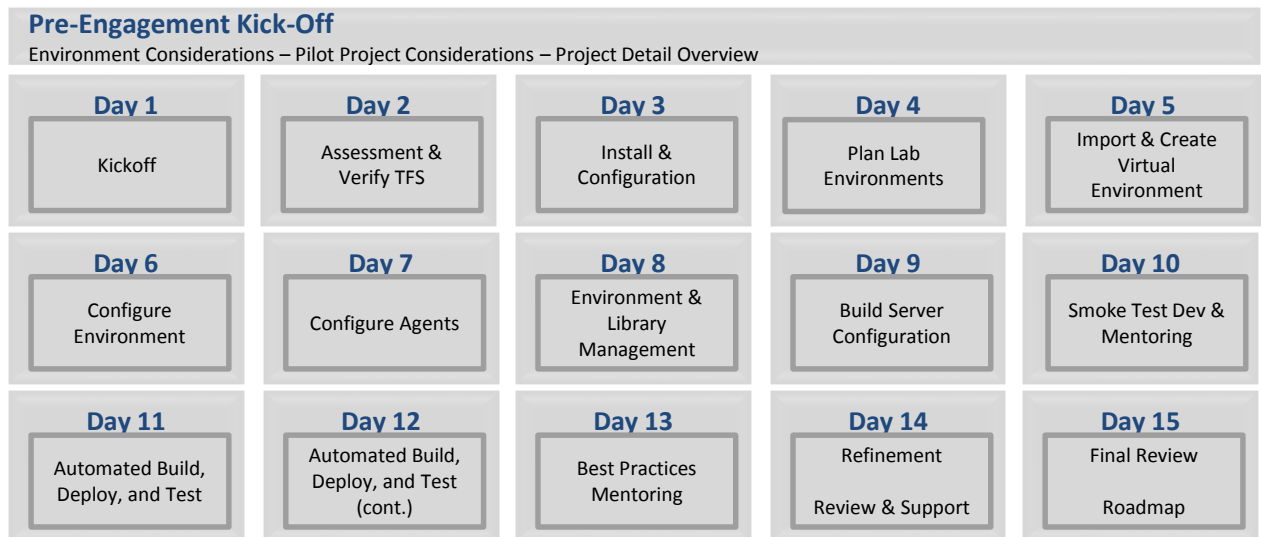 Pre-Engagement Kick-Off
Environment Considerations – Pilot Project Considerations – Project Detail Overview
Day 1
Kickoff
Day 2
Assessment &
Verify TFS
Day 3
Install &
Configuration
Day 4
Plan Lab
Environments
Day 5
Import & Create
Virtual
Environment
Day 6
Configure
Environment
Day 7
Configure Agents
Day 8
Environment &
Library
Management
Day 9
Build Server
Configuration
Day 10
Smoke Test Dev &
Mentoring
Day 11
Automated Build,
Deploy, and Test
Day 12
Automated Build,
Deploy, and Test
(cont.)
Day 13
Best Practices
Mentoring
Day 14
Refinement
Review & Support
Day 15
Final Review
Roadmap